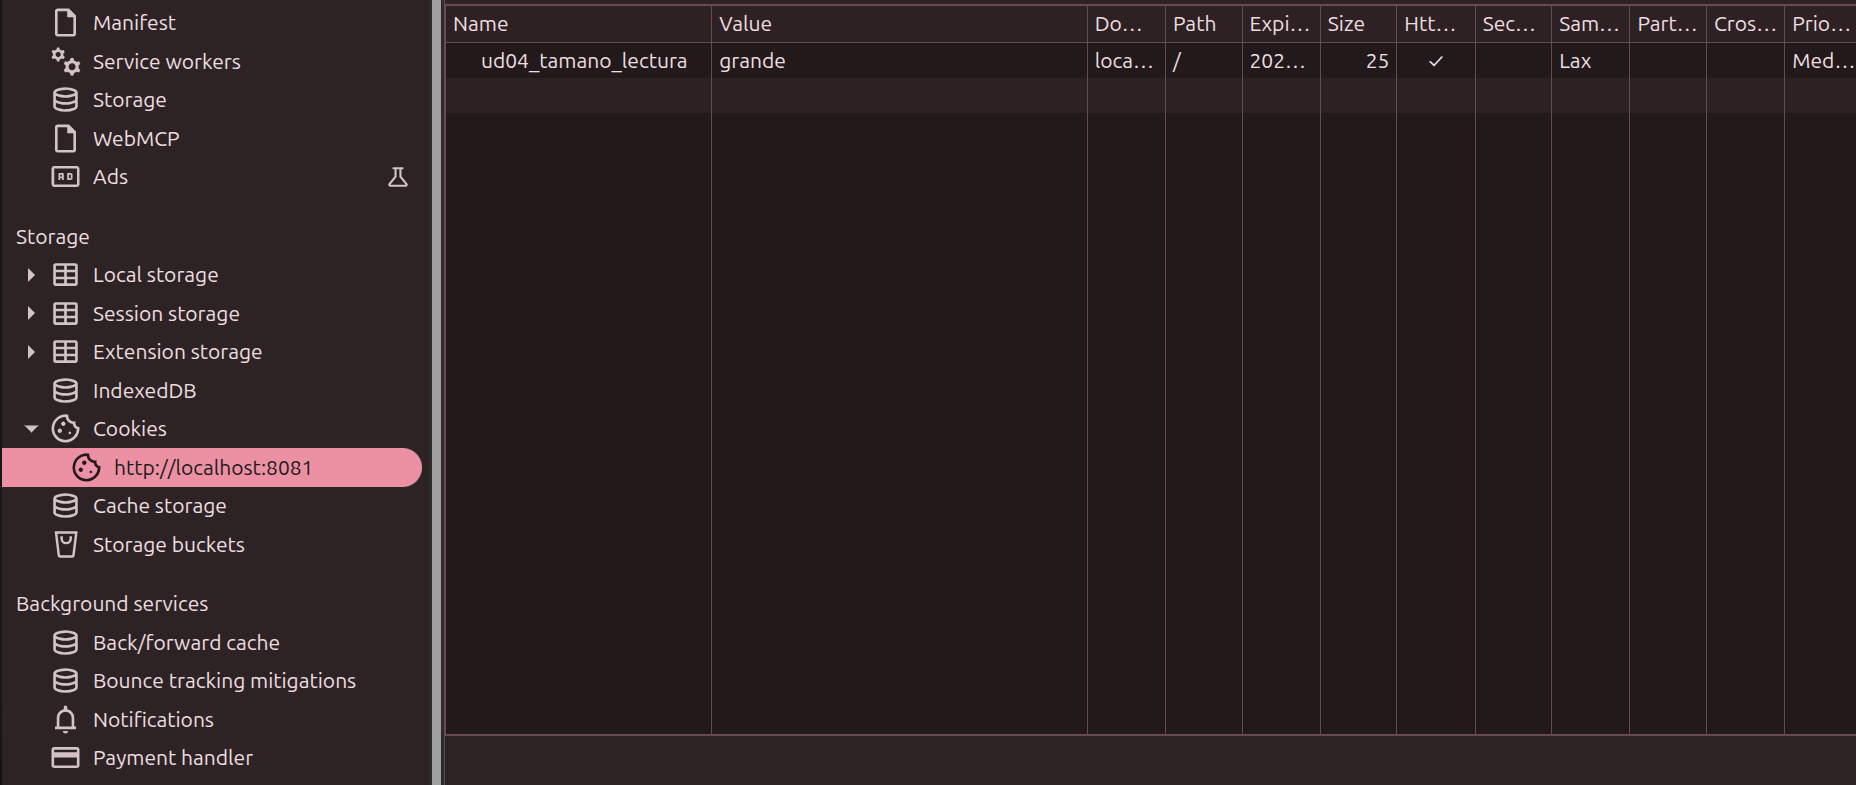 Manifest
Service workers
Storage
WebMCP
Ads
Storage
Local storage
Session storage
Extension storage
IndexedDB
Cookies
http://localhost:8081
Cache storage
Storage buckets
Background services
Back/forward cache
Bounce tracking mitigations
Notifications
Payment handler
Name Value Do... Path Expi... Size Htt... Sec... Sam... Part... Cros... Prio...
ud04_tamano_lectura grande loca... / 202... 25 ✓ Lax Med...